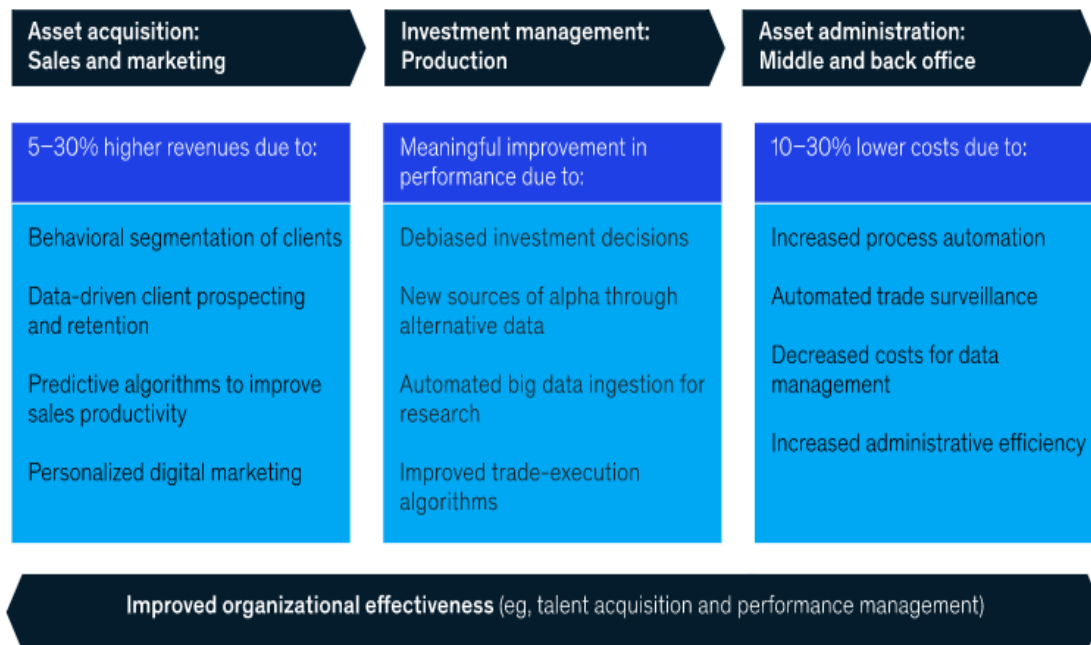 Asset acquisition:
Sales and marketing
Investment management:
Production
Asset administration:
Middle and back office
5–30% higher revenues due to:
Behavioral segmentation of clients
Data-driven client prospecting
and retention
Predictive algorithms to improve
sales productivity
Personalized digital marketing
Meaningful improvement in
performance due to:
Debiased investment decisions
New sources of alpha through
alternative data
Automated big data ingestion for
research
Improved trade-execution
algorithms
10–30% lower costs due to:
Increased process automation
Automated trade surveillance
Decreased costs for data
management
Increased administrative efficiency
Improved organizational effectiveness (eg, talent acquisition and performance management)